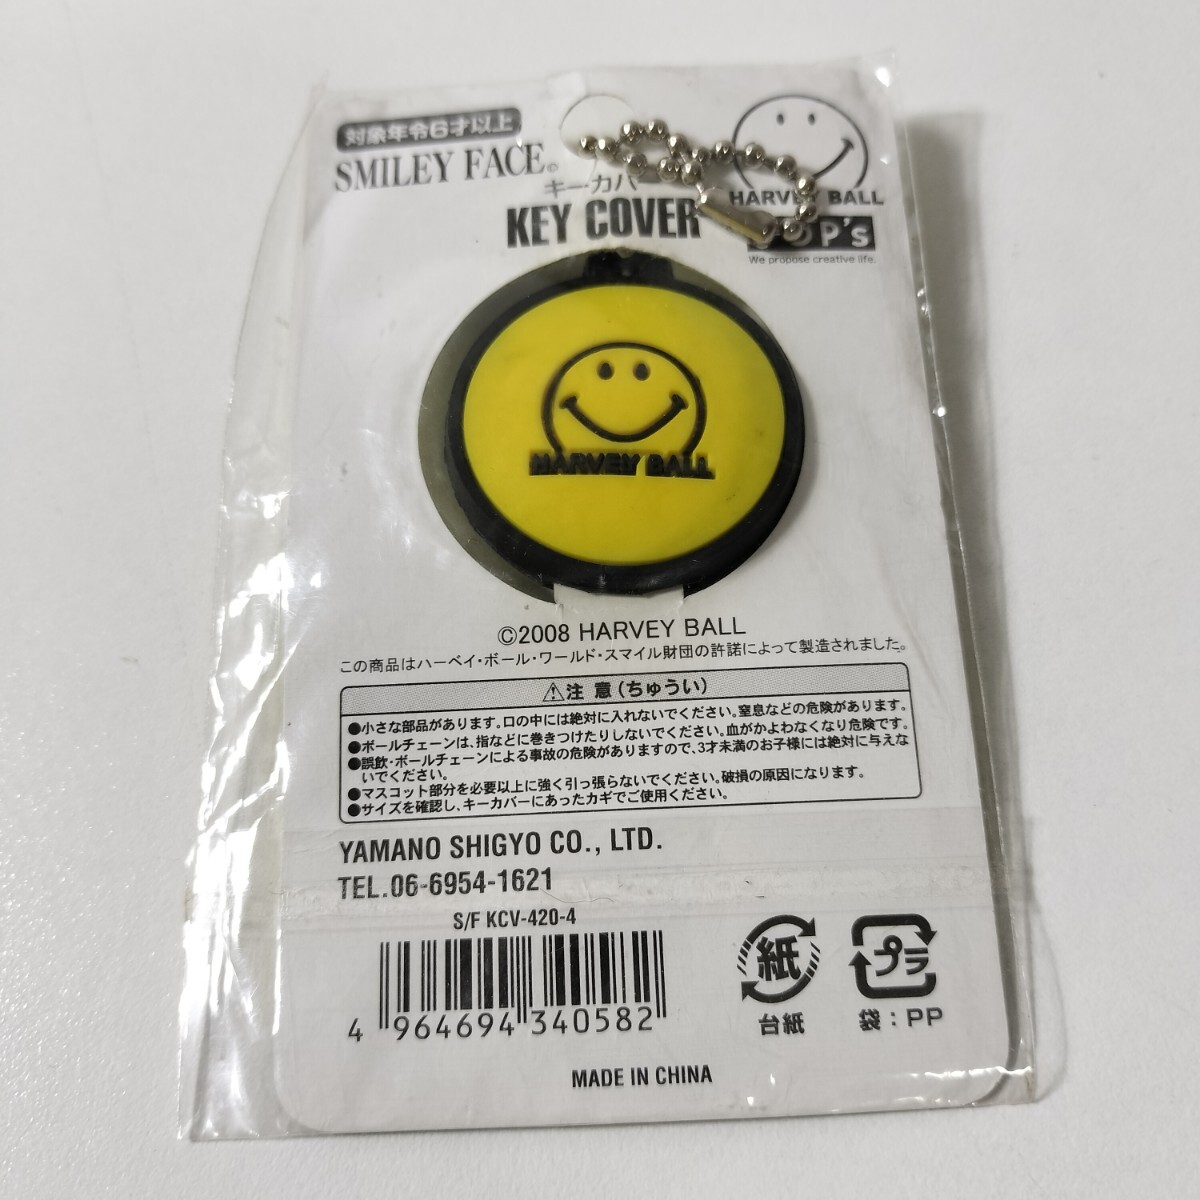 対象年令6才以上
SMILEY FACE©
キーカバー
KEY COVER
HARVEY BALL
P's
We propose creative life.
HARVEY BALL
©2008 HARVEY BALL
この商品はハーベイ・ボール・ワールド・スマイル財団の許諾によって製造されました。
⚠注意(ちゅうい)
●小さな部品があります。口の中には絶対に入れないでください。窒息などの危険があります。
●ボールチェーンは、指などに巻きつけたりしないでください。血がかよわなくなり危険です。
●誤飲・ボールチェーンによる事故の危険がありますので、3才未満のお子様には絶対に与えな
いでください。
●マスコット部分を必要以上に強く引っ張らないでください。破損の原因になります。
●サイズを確認し、キーカバーにあったカギでご使用ください。
YAMANO SHIGYO CO., LTD.
TEL.06-6954-1621
S/F KCV-420-4
4 964694 340582
紙
台紙
プラ
袋:PP
MADE IN CHINA